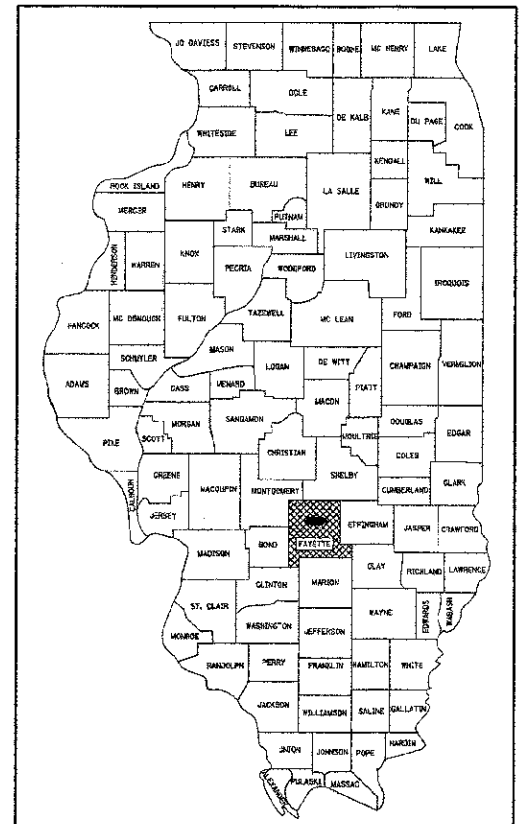 JO DAVIESS STEVENSON WINNEBAGO BOONE MC HENRY LAKE
CARROLL OGLE DE KALB KANE DU PAGE COOK
WHITESIDE LEE KENDALL WILL
ROCK ISLAND HENRY BUREAU LA SALLE GRUNDY
MERCER PUTNAM KANKAKEE
STARK MARSHALL
HENDERSON WARREN KNOX PEORIA WOODFORD LIVINGSTON IROQUOIS
HANCOCK MC DONOUGH FULTON TAZEWELL MC LEAN FORD
SCHUYLER MASON
ADAMS BROWN CASS MENARD LOGAN DE WITT PIATT CHAMPAIGN VERMILION
MACON
PIKE SCOTT MORGAN SANGAMON CHRISTIAN MOULTRIE DOUGLAS EDGAR
COLES
CALHOUN GREENE MACOUPIN MONTGOMERY SHELBY CUMBERLAND CLARK
JERSEY FAYETTE EFFINGHAM JASPER CRAWFORD
MADISON BOND
CLINTON MARION CLAY RICHLAND LAWRENCE
ST. CLAIR WASHINGTON JEFFERSON WAYNE EDWARDS WABASH
MONROE
RANDOLPH PERRY FRANKLIN HAMILTON WHITE
JACKSON WILLIAMSON SALINE GALLATIN
UNION JOHNSON POPE HARDIN
ALEXANDER PULASKI MASSAC